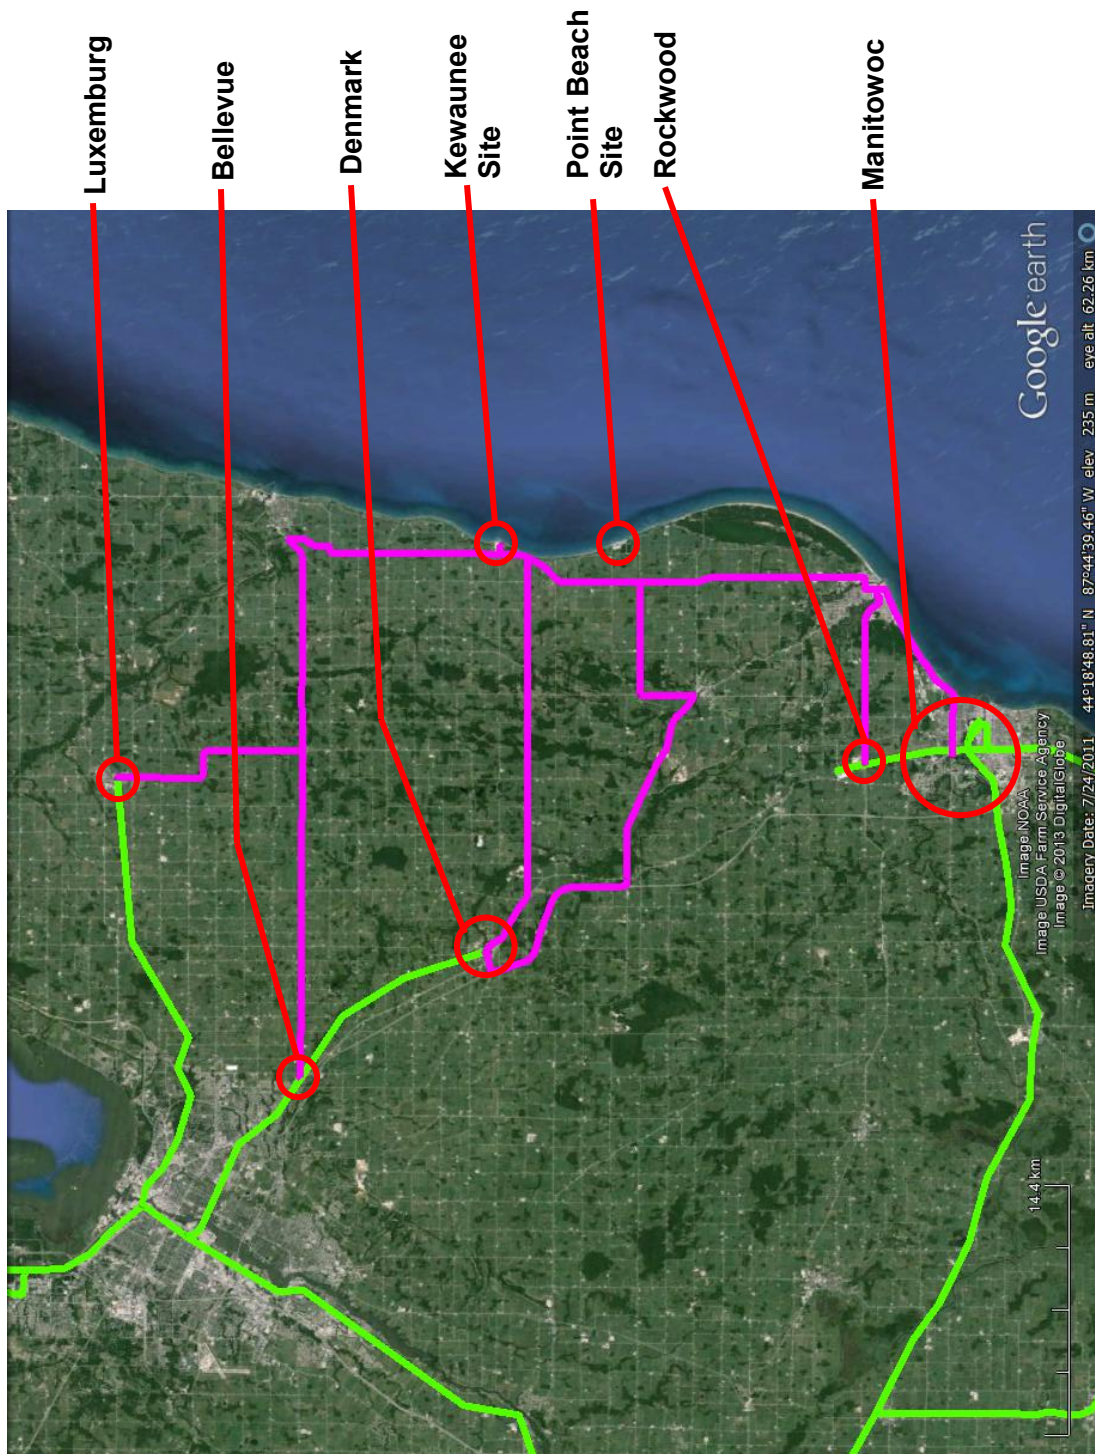 Luxemburg
Bellevue
Denmark
Kewaunee
Site
Point Beach
Site
Rockwood
Manitowoc
Google earth
Image NOAA
Image USDA Farm Service Agency
Image © 2013 DigitalGlobe
14.4 km
Imagery Date: 7/24/2011 44°18'48.81" N 87°44'39.46" W elev 235 m eye alt 62.26 km